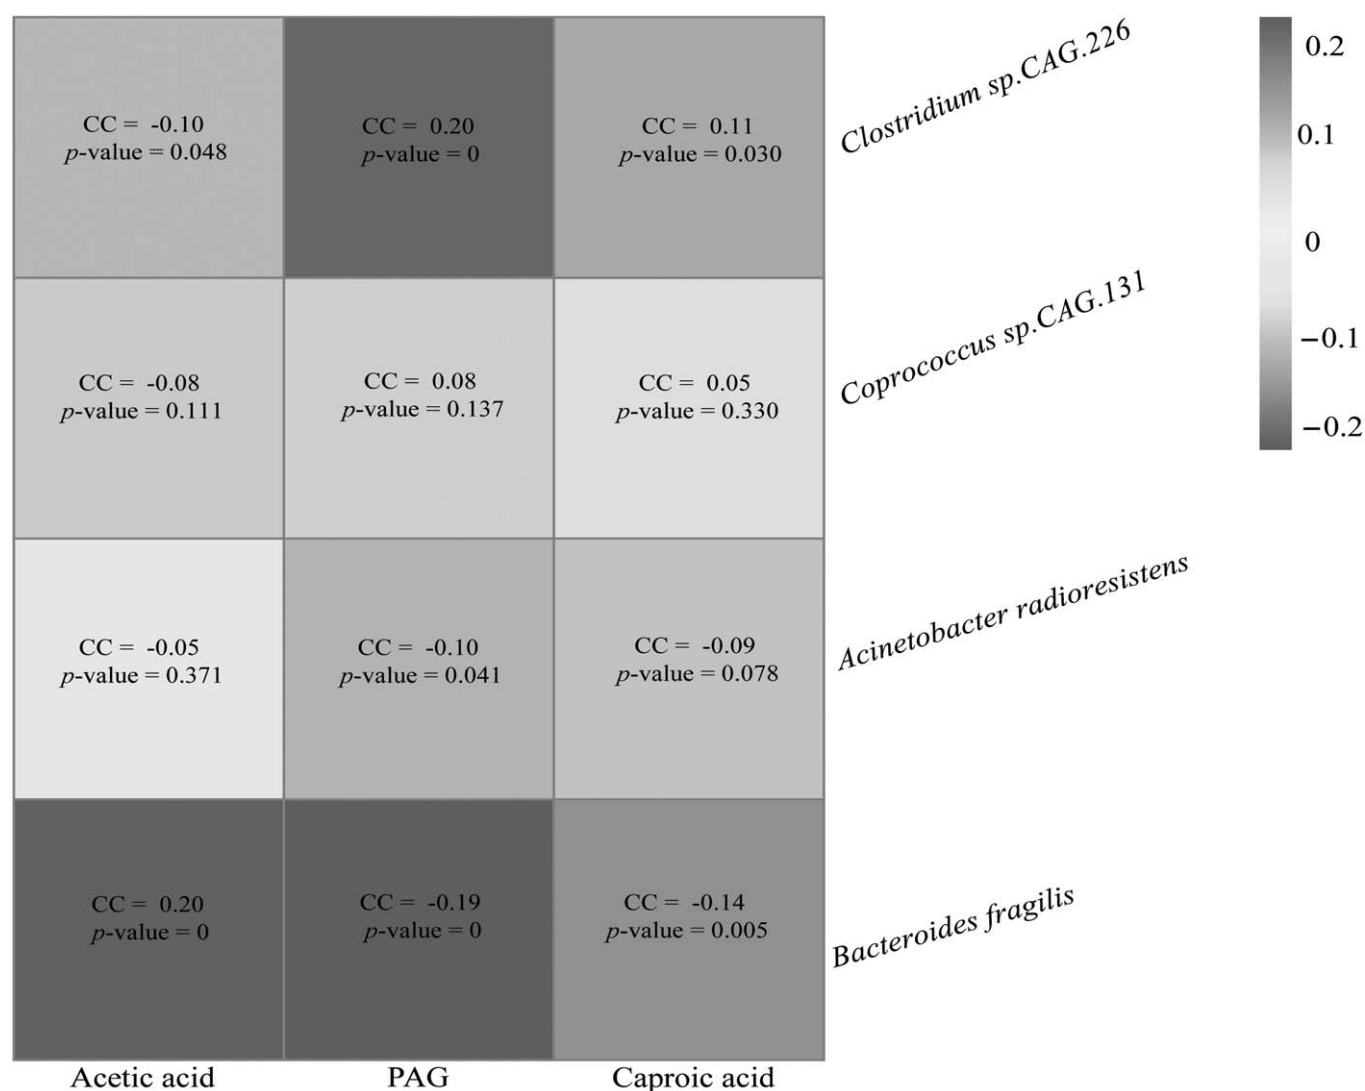 CC = -0.10
p-value = 0.048
CC = 0.20
p-value = 0
CC = 0.11
p-value = 0.030
Clostridium sp.CAG.226
CC = -0.08
p-value = 0.111
CC = 0.08
p-value = 0.137
CC = 0.05
p-value = 0.330
Coprococcus sp.CAG.131
CC = -0.05
p-value = 0.371
CC = -0.10
p-value = 0.041
CC = -0.09
p-value = 0.078
Acinetobacter radioresistens
CC = 0.20
p-value = 0
CC = -0.19
p-value = 0
CC = -0.14
p-value = 0.005
Bacteroides fragilis
Acetic acid
PAG
Caproic acid
0.2
0.1
0
−0.1
−0.2